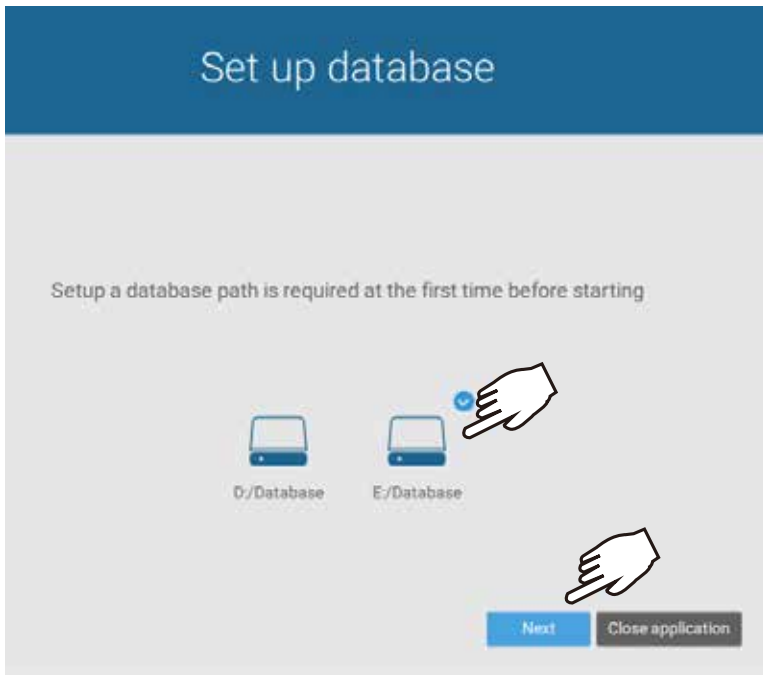 Set up database
Setup a database path is required at the first time before starting
D:/Database
E:/Database
Next
Close application